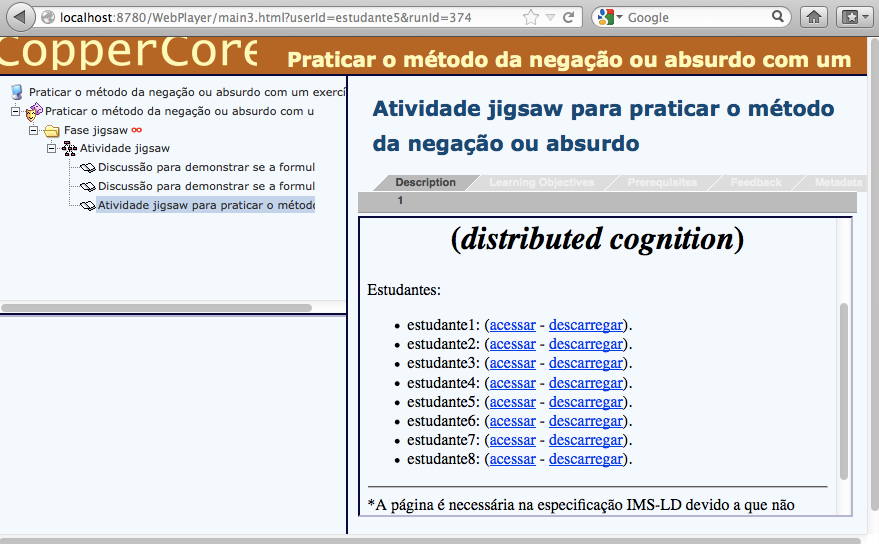 localhost:8780/WebPlayer/main3.html?userId=estudante5&runId=374
Google
CopperCore
Praticar o método da negação ou absurdo com um
Praticar o método da negação ou absurdo com um exercí
Praticar o método da negação ou absurdo com u
Fase jigsaw
Atividade jigsaw
Discussão para demonstrar se a formul
Discussão para demonstrar se a formul
Atividade jigsaw para praticar o método
Atividade jigsaw para praticar o método
da negação ou absurdo
Description Learning Objectives Prerequisites Feedback Metadata
1
(distributed cognition)
Estudantes:
• estudante1: (acessar - descarregar).
• estudante2: (acessar - descarregar).
• estudante3: (acessar - descarregar).
• estudante4: (acessar - descarregar).
• estudante5: (acessar - descarregar).
• estudante6: (acessar - descarregar).
• estudante7: (acessar - descarregar).
• estudante8: (acessar - descarregar).
*A página é necessária na especificação IMS-LD devido a que não